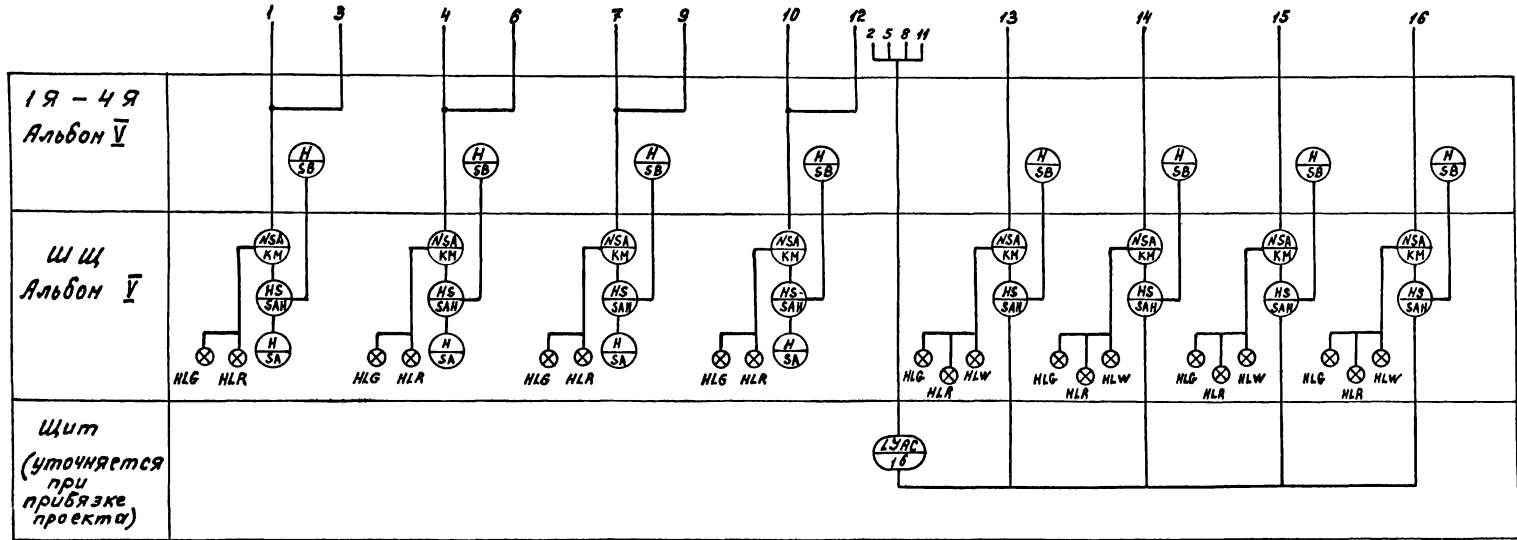 1 3 4 6 7 9 10 12 13 14 15 16
2 5 8 11
1Я - 4Я
Альбом V
H H H H H H H H
SB SB SB SB SB SB SB SB
ШЩ
Альбом V
NSA NSA NSA NSA NSA NSA NSA NSA
KM KM KM KM KM KM KM KM
HS HS HS HS HS HS HS HS
SAH SAH SAH SAH SAH SAH SAH SAH
H H H H
SA SA SA SA
HLG HLR HLG HLR HLG HLR HLG HLR HLG HLW HLG HLW HLG HLW HLG HLW
HLR HLR HLR HLR
Щит
(уточняется
при
привязке
проекта)
LYAC
1б